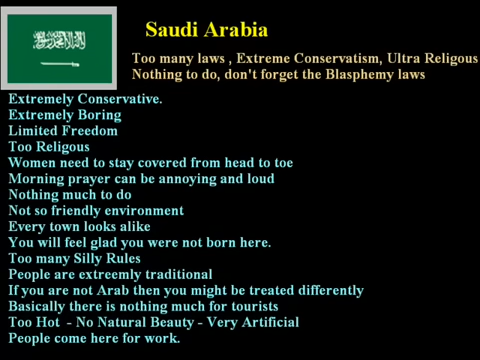 Saudi Arabia
Too many laws , Extreme Conservatism, Ultra Religous
Nothing to do, don't forget the Blasphemy laws
Extremely Conservative.
Extremely Boring
Limited Freedom
Too Religous
Women need to stay covered from head to toe
Morning prayer can be annoying and loud
Nothing much to do
Not so friendly environment
Every town looks alike
You will feel glad you were not born here.
Too many Silly Rules
People are extreemly traditional
If you are not Arab then you might be treated differently
Basically there is nothing much for tourists
Too Hot - No Natural Beauty - Very Artificial
People come here for work.